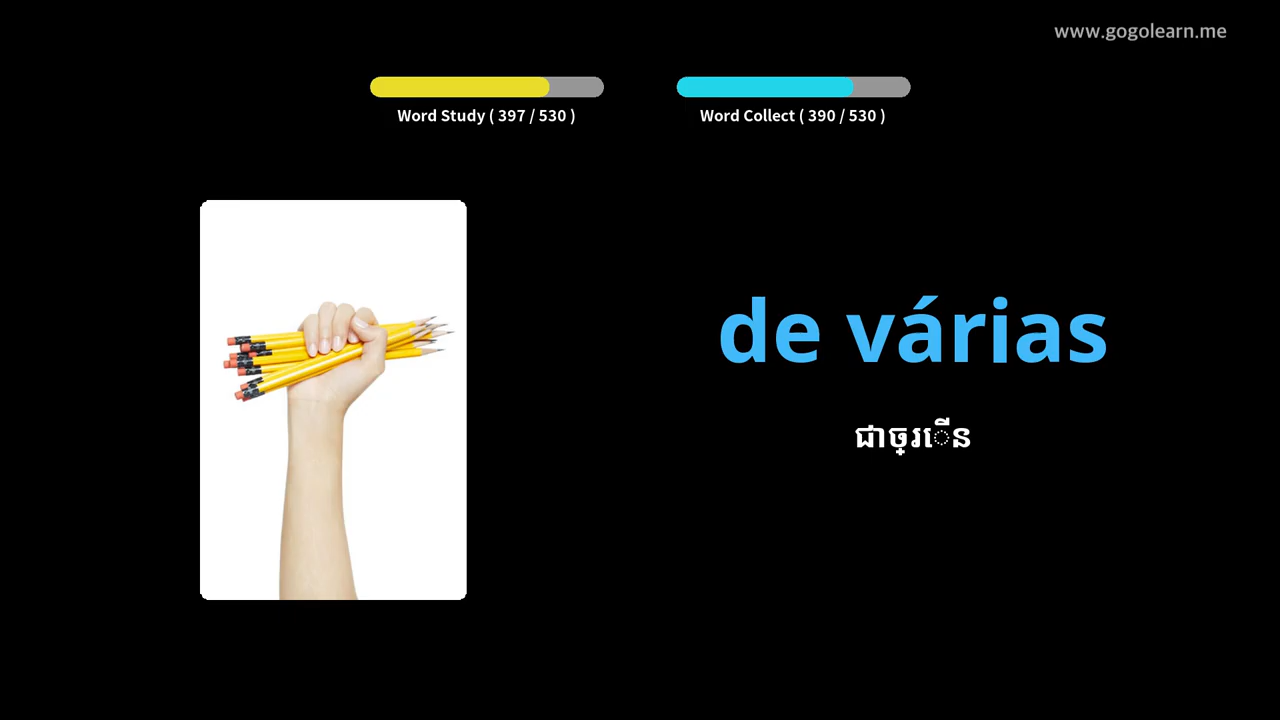 www.gogolearn.me
Word Study ( 397 / 530 )
Word Collect ( 390 / 530 )
de várias
ជាច្រើន